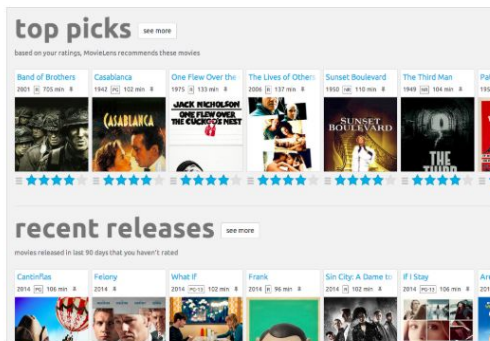 top picks see more
based on your ratings, MovieLens recommends these movies
Band of Brothers Casablanca One Flew Over the The Lives of Others Sunset Boulevard The Third Man
2001 R 705 min 1942 PG 102 min 1975 R 133 min 2006 R 137 min 1950 NR 110 min 1949 NR 104 min 195
JACK NICHOLSON
ONE FLEW OVER
THE CUCKOO'S NEST
CASABLANCA
SUNSET
BOULEVARD
THE
THIRD
recent releases see more
movies released in last 90 days that you haven't rated
Cantinflas Felony What If Frank Sin City: A Dame to If I Stay
2014 PG 106 min 2014 2014 PG-13 102 min 2014 R 96 min 2014 R 102 min 2014 PG-13 106 min 201